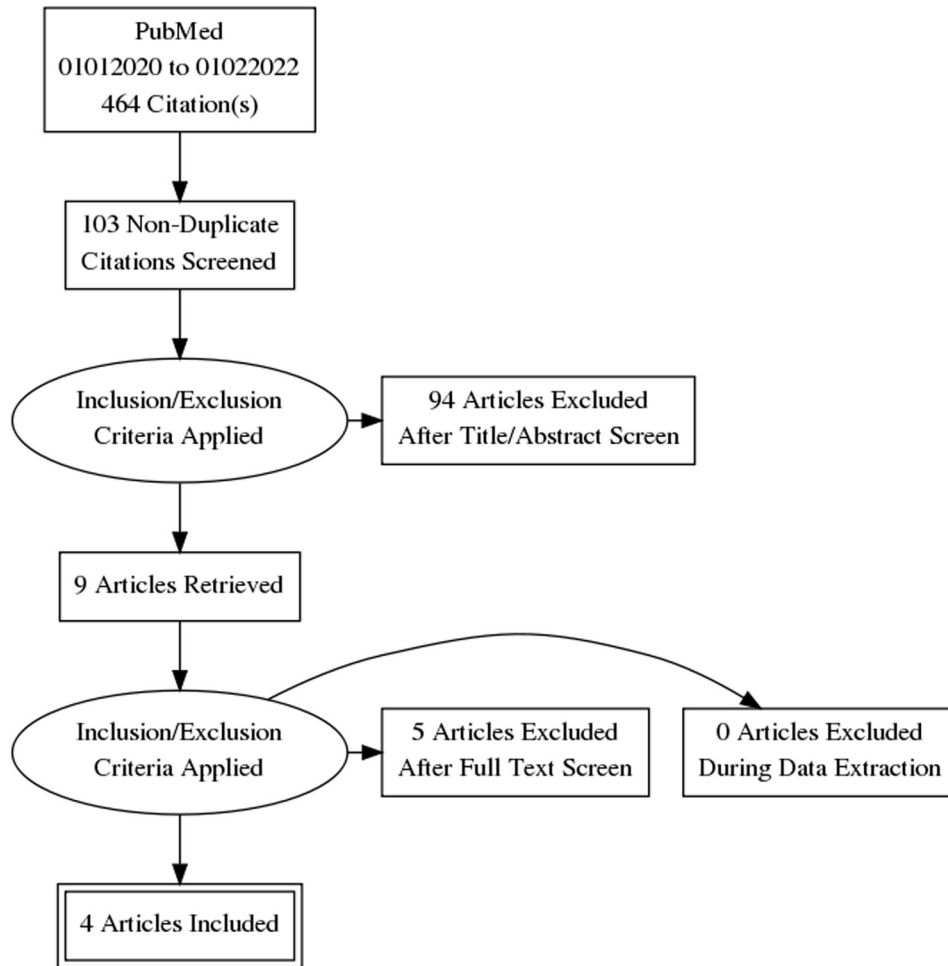 PubMed
01012020 to 01022022
464 Citation(s)
103 Non-Duplicate
Citations Screened
Inclusion/Exclusion
Criteria Applied
94 Articles Excluded
After Title/Abstract Screen
9 Articles Retrieved
Inclusion/Exclusion
Criteria Applied
5 Articles Excluded
After Full Text Screen
0 Articles Excluded
During Data Extraction
4 Articles Included